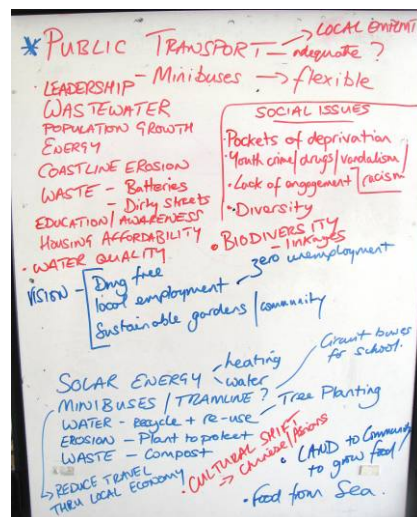 * PUBLIC TRANSPORT → LOCAL EMPLMT
- adequate ?
• LEADERSHIP - Minibuses → flexible
WASTEWATER
POPULATION GROWTH
ENERGY
COASTLINE EROSION
WASTE - Batteries
- Dirty streets
EDUCATION/AWARENESS
HOUSING AFFORDABILITY
• WATER QUALITY
SOCIAL ISSUES
• Pockets of deprivation
• Youth crime/drugs/vandalism/
racism
• Lack of engagement
• Diversity
• BIODIVERSITY
- linkages
VISION - Drug free
local employment - zero unemployment
Sustainable gardens/community
SOLAR ENERGY - heating
water
MINIBUSES / TRAMLINE ? Circuit buses
for school.
WATER - Recycle + re-use - Tree Planting
EROSION - Plant to protect
WASTE - Compost
REDUCE TRAVEL
THRU LOCAL ECONOMY
• CULTURAL SHIFT
→ Chinese/Asians
• LAND to Community
to grow food
• Food from Sea.